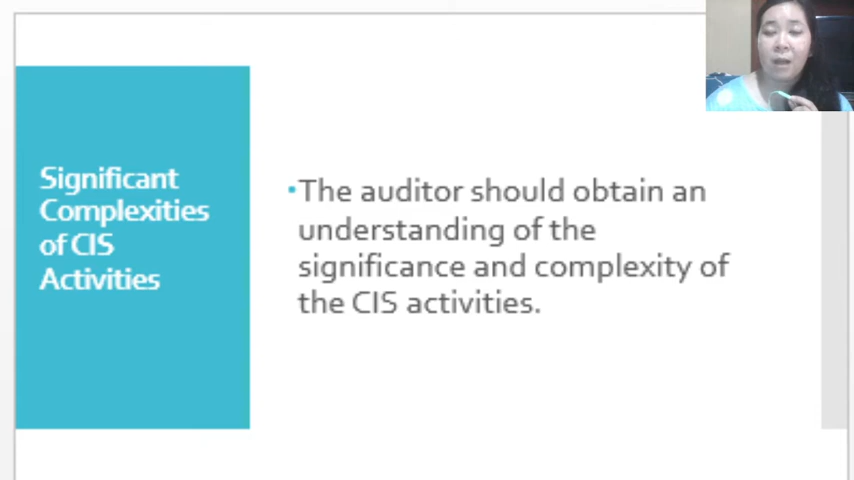 Significant
Complexities
of CIS
Activities
•The auditor should obtain an
understanding of the
significance and complexity of
the CIS activities.